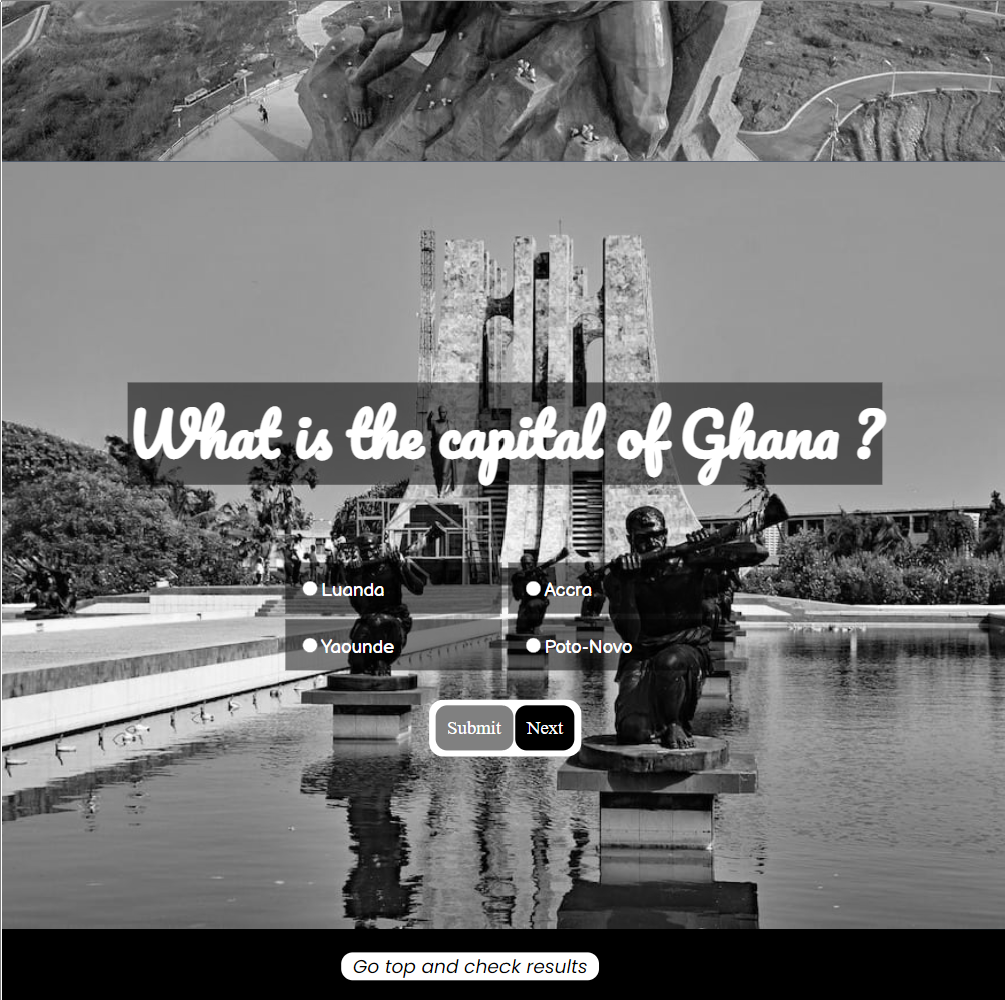 What is the capital of Ghana ?
Luanda
Accra
Yaounde
Poto-Novo
Submit
Next
Go top and check results